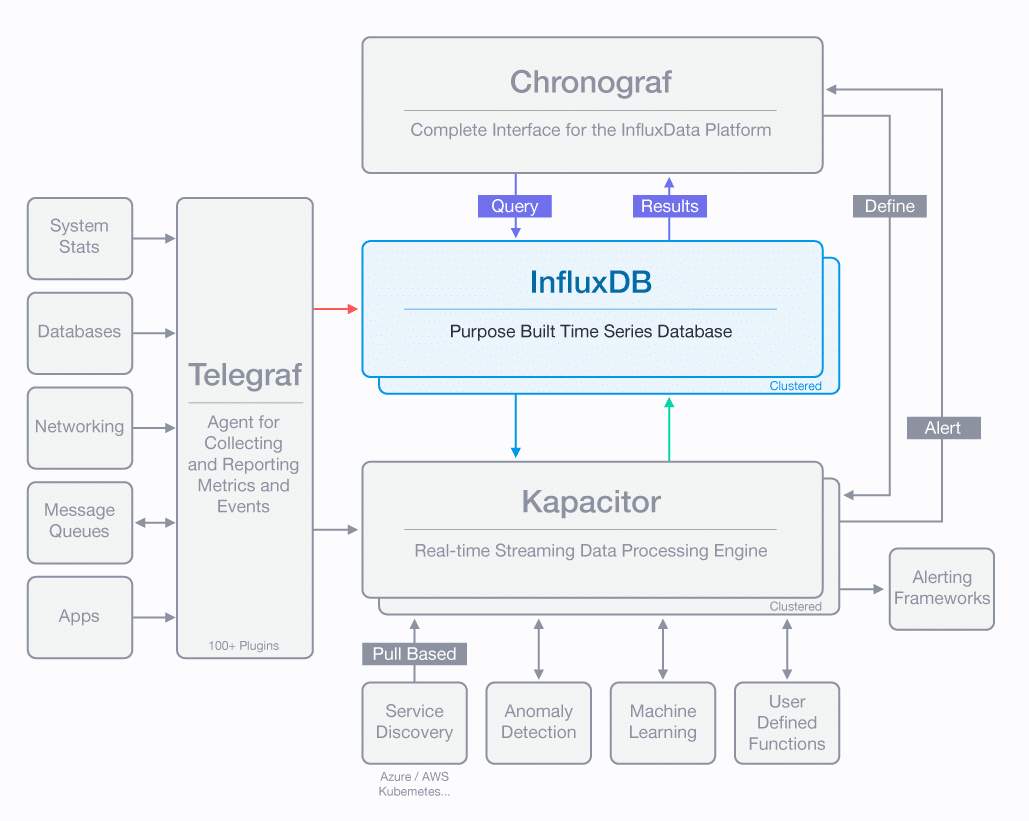 Chronograf
Complete Interface for the InfluxData Platform
Query
Results
Define
System
Stats
Databases
Networking
Message
Queues
Apps
Telegraf
Agent for
Collecting
and Reporting
Metrics and
Events
100+ Plugins
InfluxDB
Purpose Built Time Series Database
Clustered
Alert
Kapacitor
Real-time Streaming Data Processing Engine
Clustered
Alerting
Frameworks
Pull Based
Service
Discovery
Azure / AWS
Kubernetes...
Anomaly
Detection
Machine
Learning
User
Defined
Functions